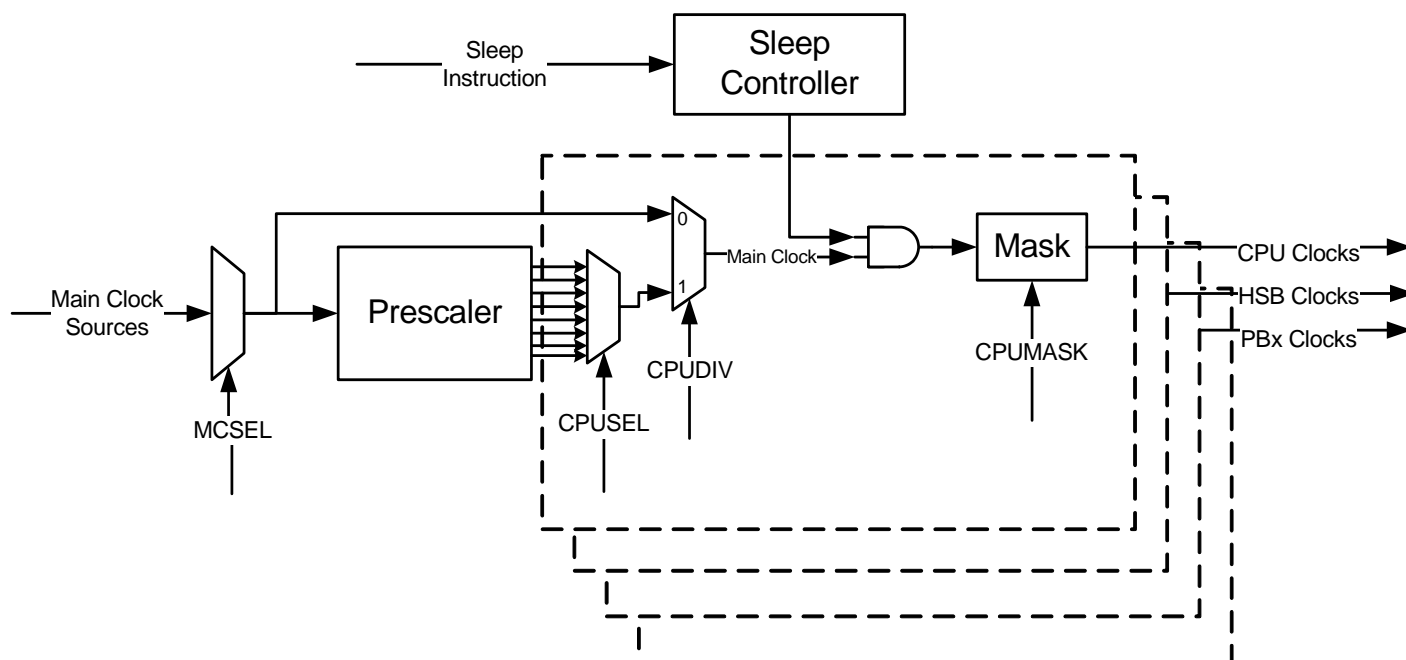 Sleep
Instruction
Sleep
Controller
0
Main Clock
Mask
CPU Clocks
Main Clock
Sources
Prescaler
1
HSB Clocks
PBx Clocks
CPUDIV
CPUMASK
MCSEL
CPUSEL